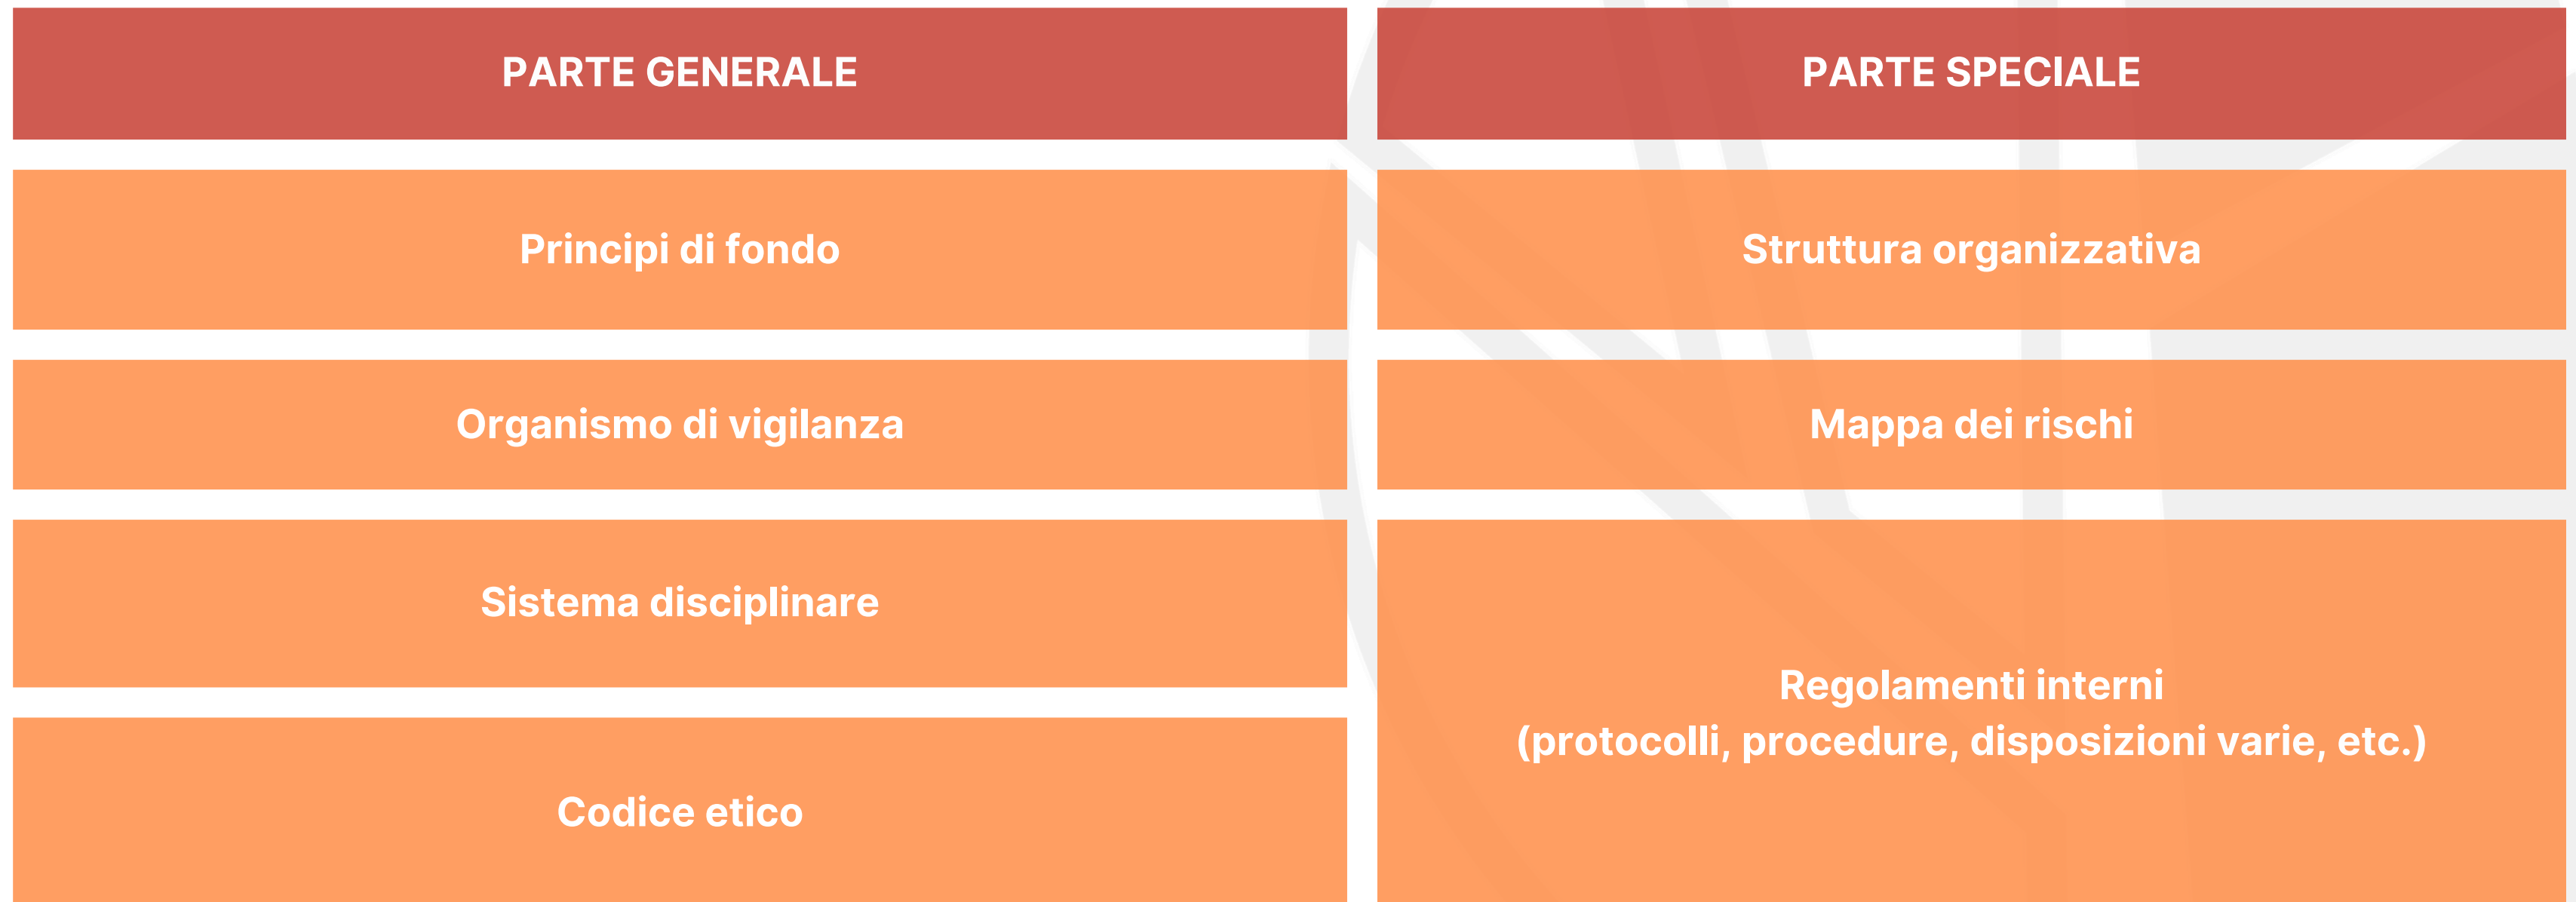 PARTE GENERALE
PARTE SPECIALE
Principi di fondo
Struttura organizzativa
Organismo di vigilanza
Mappa dei rischi
Sistema disciplinare
Regolamenti interni
(protocolli, procedure, disposizioni varie, etc.)
Codice etico